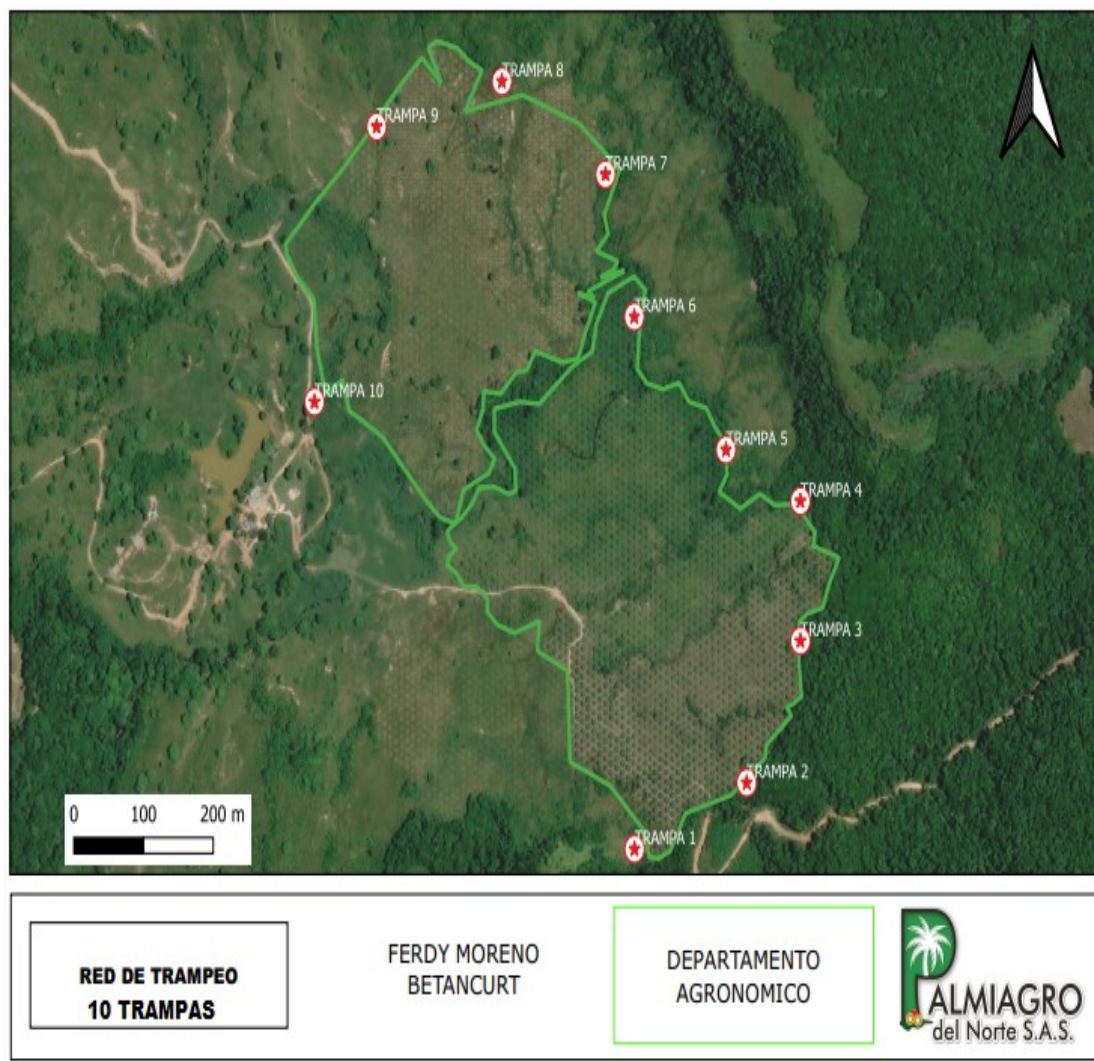 TRAMPA 8
TRAMPA 9
TRAMPA 7
TRAMPA 6
TRAMPA 10
TRAMPA 5
TRAMPA 4
TRAMPA 3
TRAMPA 2
TRAMPA 1
0 100 200 m
RED DE TRAMPEO
10 TRAMPAS
FERDY MORENO
BETANCURT
DEPARTAMENTO
AGRONOMICO
PALMIAGRO
del Norte S.A.S.